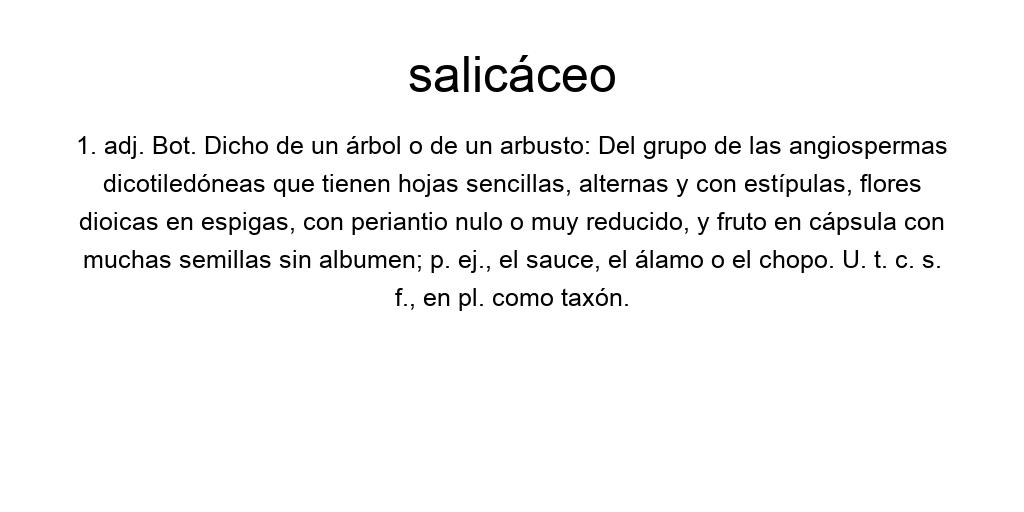 salicáceo
1. adj. Bot. Dicho de un árbol o de un arbusto: Del grupo de las angiospermas
dicotiledóneas que tienen hojas sencillas, alternas y con estípulas, flores
dioicas en espigas, con periantio nulo o muy reducido, y fruto en cápsula con
muchas semillas sin albumen; p. ej., el sauce, el álamo o el chopo. U. t. c. s.
f., en pl. como taxón.